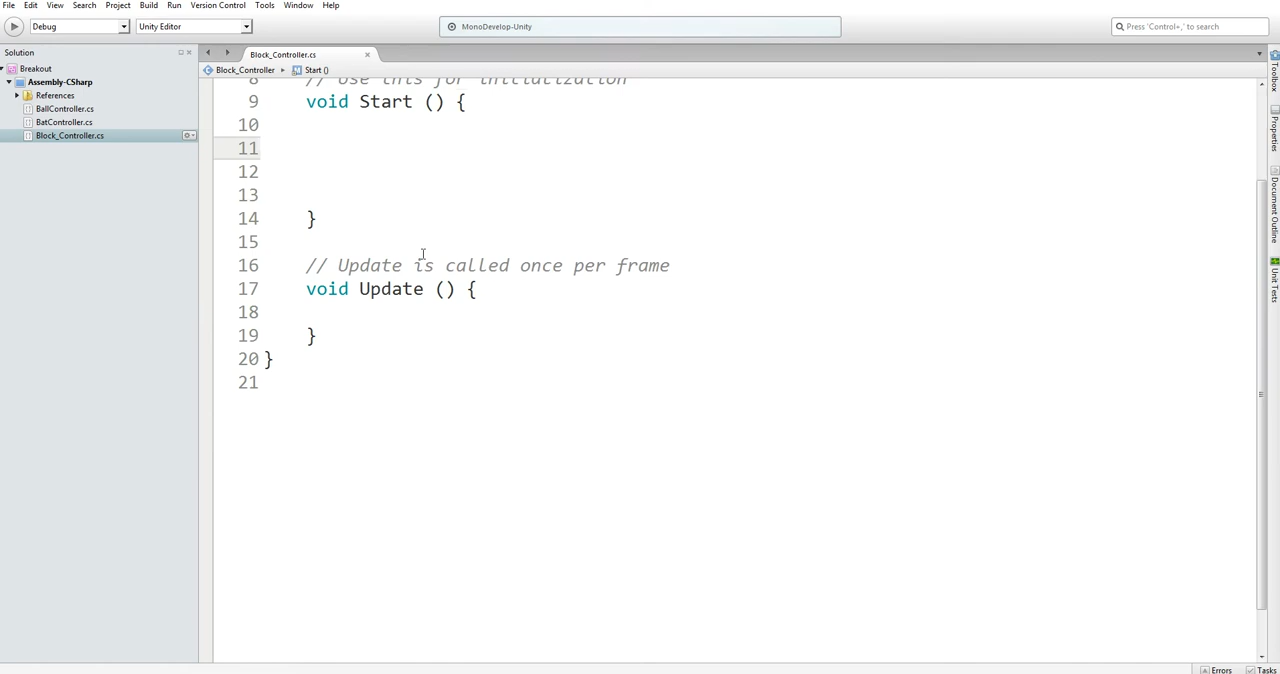 File Edit View Search Project Build Run Version Control Tools Window Help
Debug Unity Editor MonoDevelop-Unity Press 'Control+,' to search
Solution
Breakout
Assembly-CSharp
References
BallController.cs
BatController.cs
Block_Controller.cs
Block_Controller.cs
Block_Controller Start ()
8 // Use this for initialization
9 void Start () {
10
11
12
13
14 }
15
16 // Update is called once per frame
17 void Update () {
18
19 }
20 }
21
Toolbox
Properties
Document Outline
Unit Tests
Errors Tasks